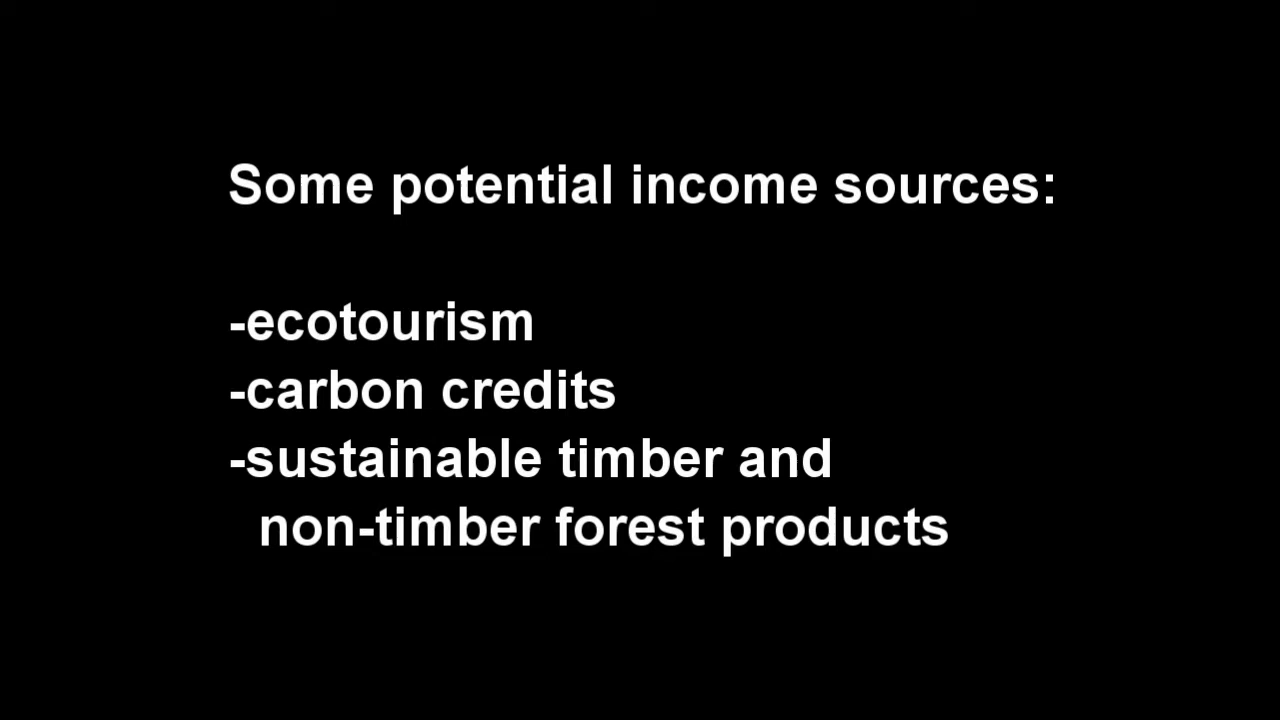 Some potential income sources:
-ecotourism
-carbon credits
-sustainable timber and
non-timber forest products